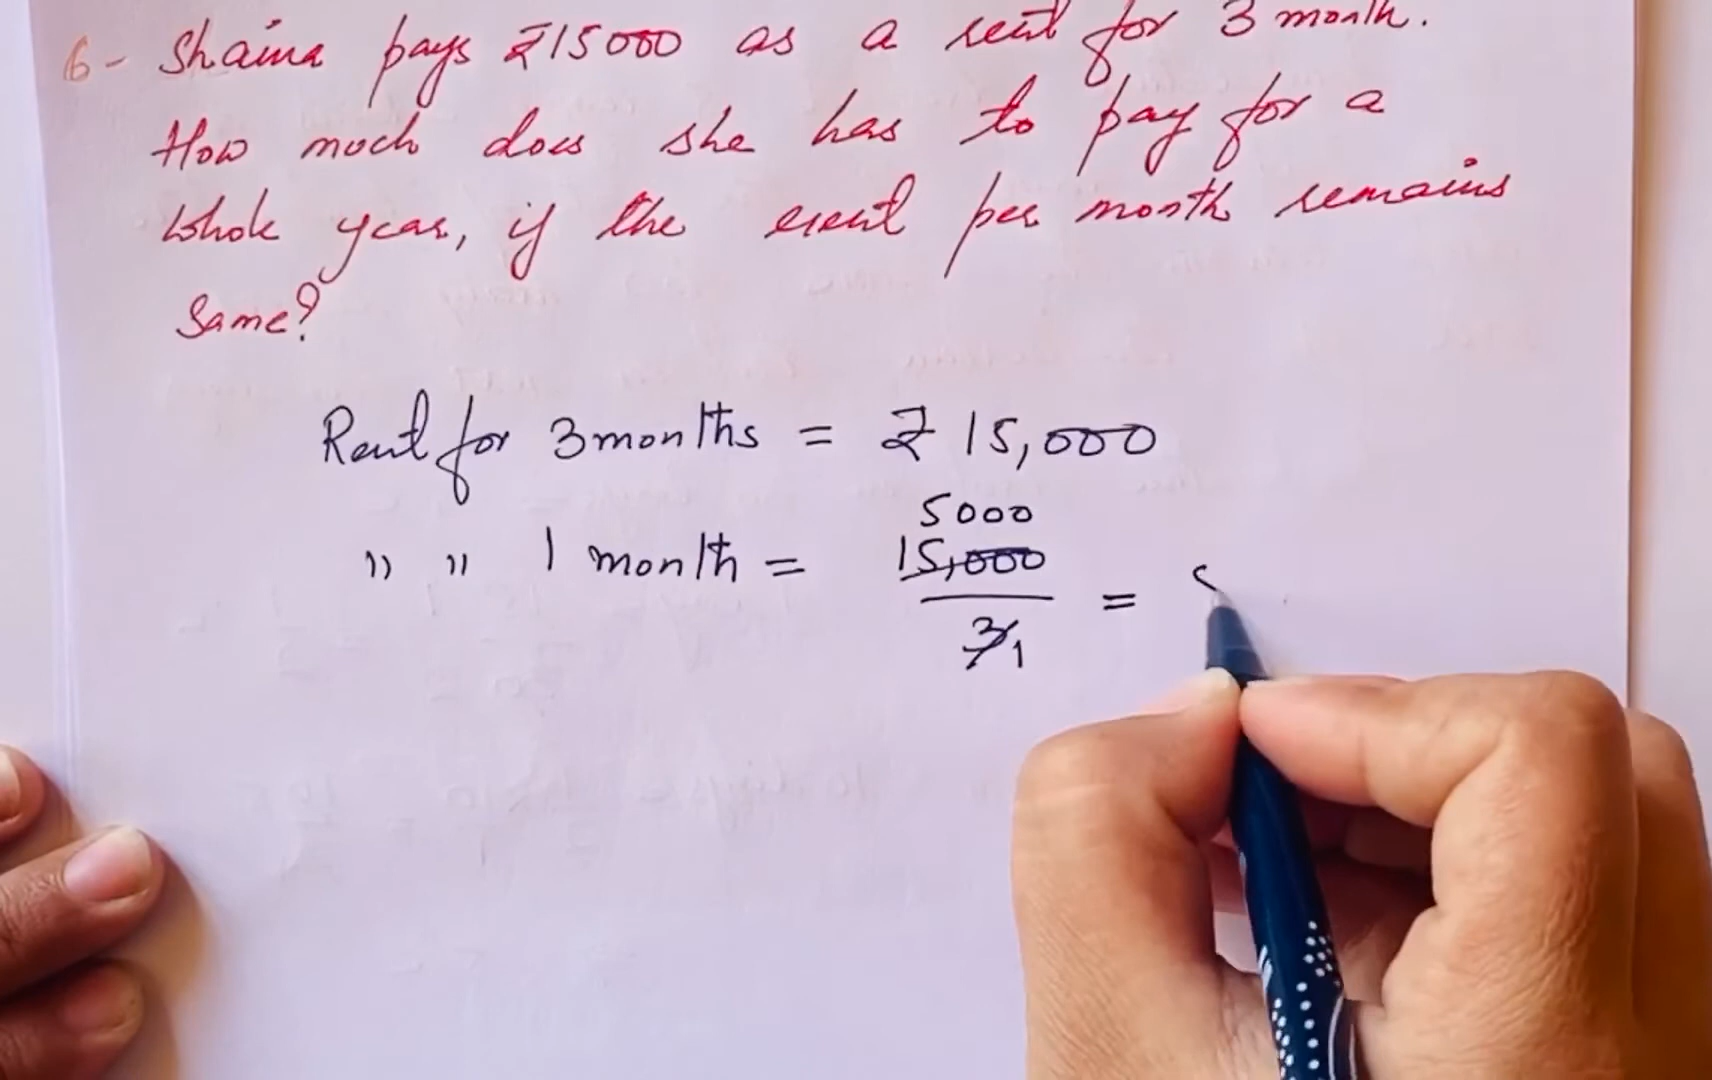 6- Shaina pays ₹15000 as a rent for 3 month.
How much does she has to pay for a
whole year, if the rent per month remains
Same?
Rent for 3 months = ₹ 15,000
5000
" " 1 month = 15,000 =
3 1